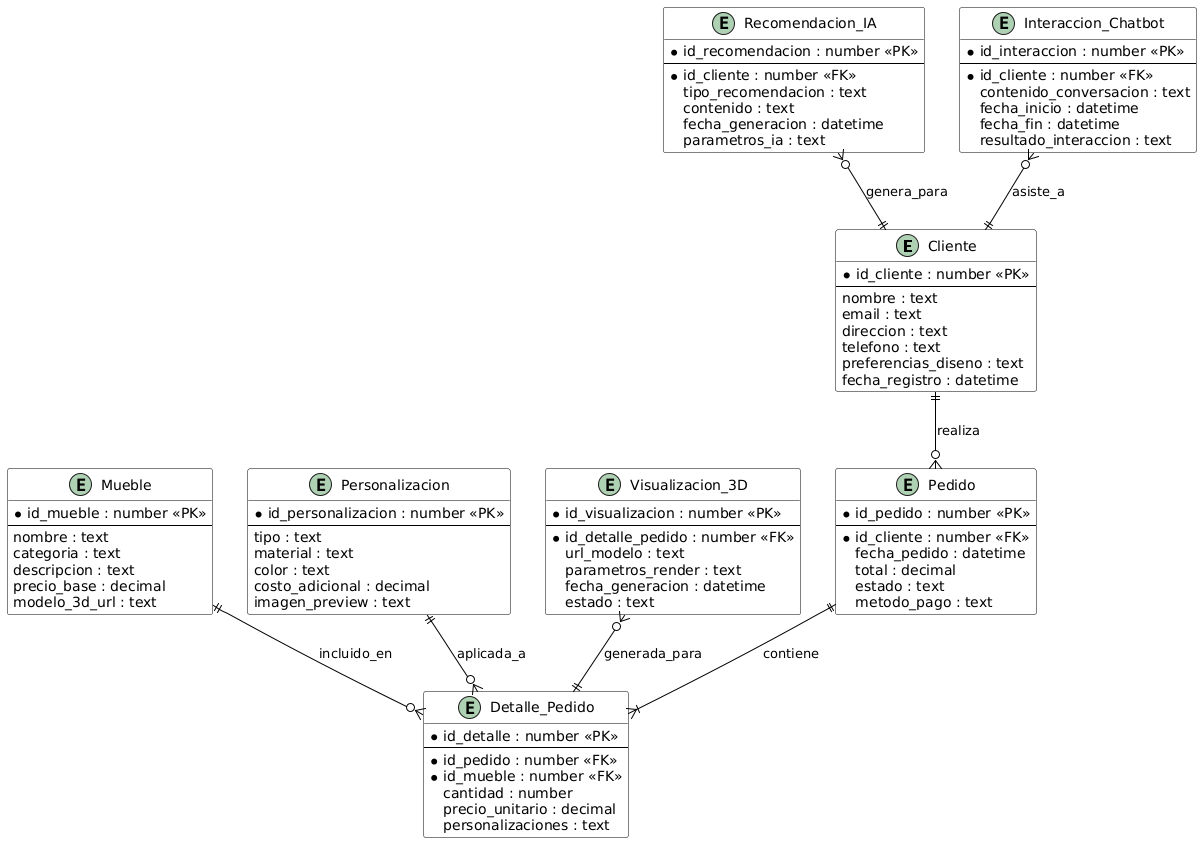 E Recomendacion_IA
* id_recomendacion : number «PK»
* id_cliente : number «FK»
tipo_recomendacion : text
contenido : text
fecha_generacion : datetime
parametros_ia : text
E Interaccion_Chatbot
* id_interaccion : number «PK»
* id_cliente : number «FK»
contenido_conversacion : text
fecha_inicio : datetime
fecha_fin : datetime
resultado_interaccion : text
genera_para
asiste_a
E Cliente
* id_cliente : number «PK»
nombre : text
email : text
direccion : text
telefono : text
preferencias_diseno : text
fecha_registro : datetime
realiza
E Mueble
* id_mueble : number «PK»
nombre : text
categoria : text
descripcion : text
precio_base : decimal
modelo_3d_url : text
E Personalizacion
* id_personalizacion : number «PK»
tipo : text
material : text
color : text
costo_adicional : decimal
imagen_preview : text
E Visualizacion_3D
* id_visualizacion : number «PK»
* id_detalle_pedido : number «FK»
url_modelo : text
parametros_render : text
fecha_generacion : datetime
estado : text
E Pedido
* id_pedido : number «PK»
* id_cliente : number «FK»
fecha_pedido : datetime
total : decimal
estado : text
metodo_pago : text
incluido_en
aplicada_a
generada_para
contiene
E Detalle_Pedido
* id_detalle : number «PK»
* id_pedido : number «FK»
* id_mueble : number «FK»
cantidad : number
precio_unitario : decimal
personalizaciones : text